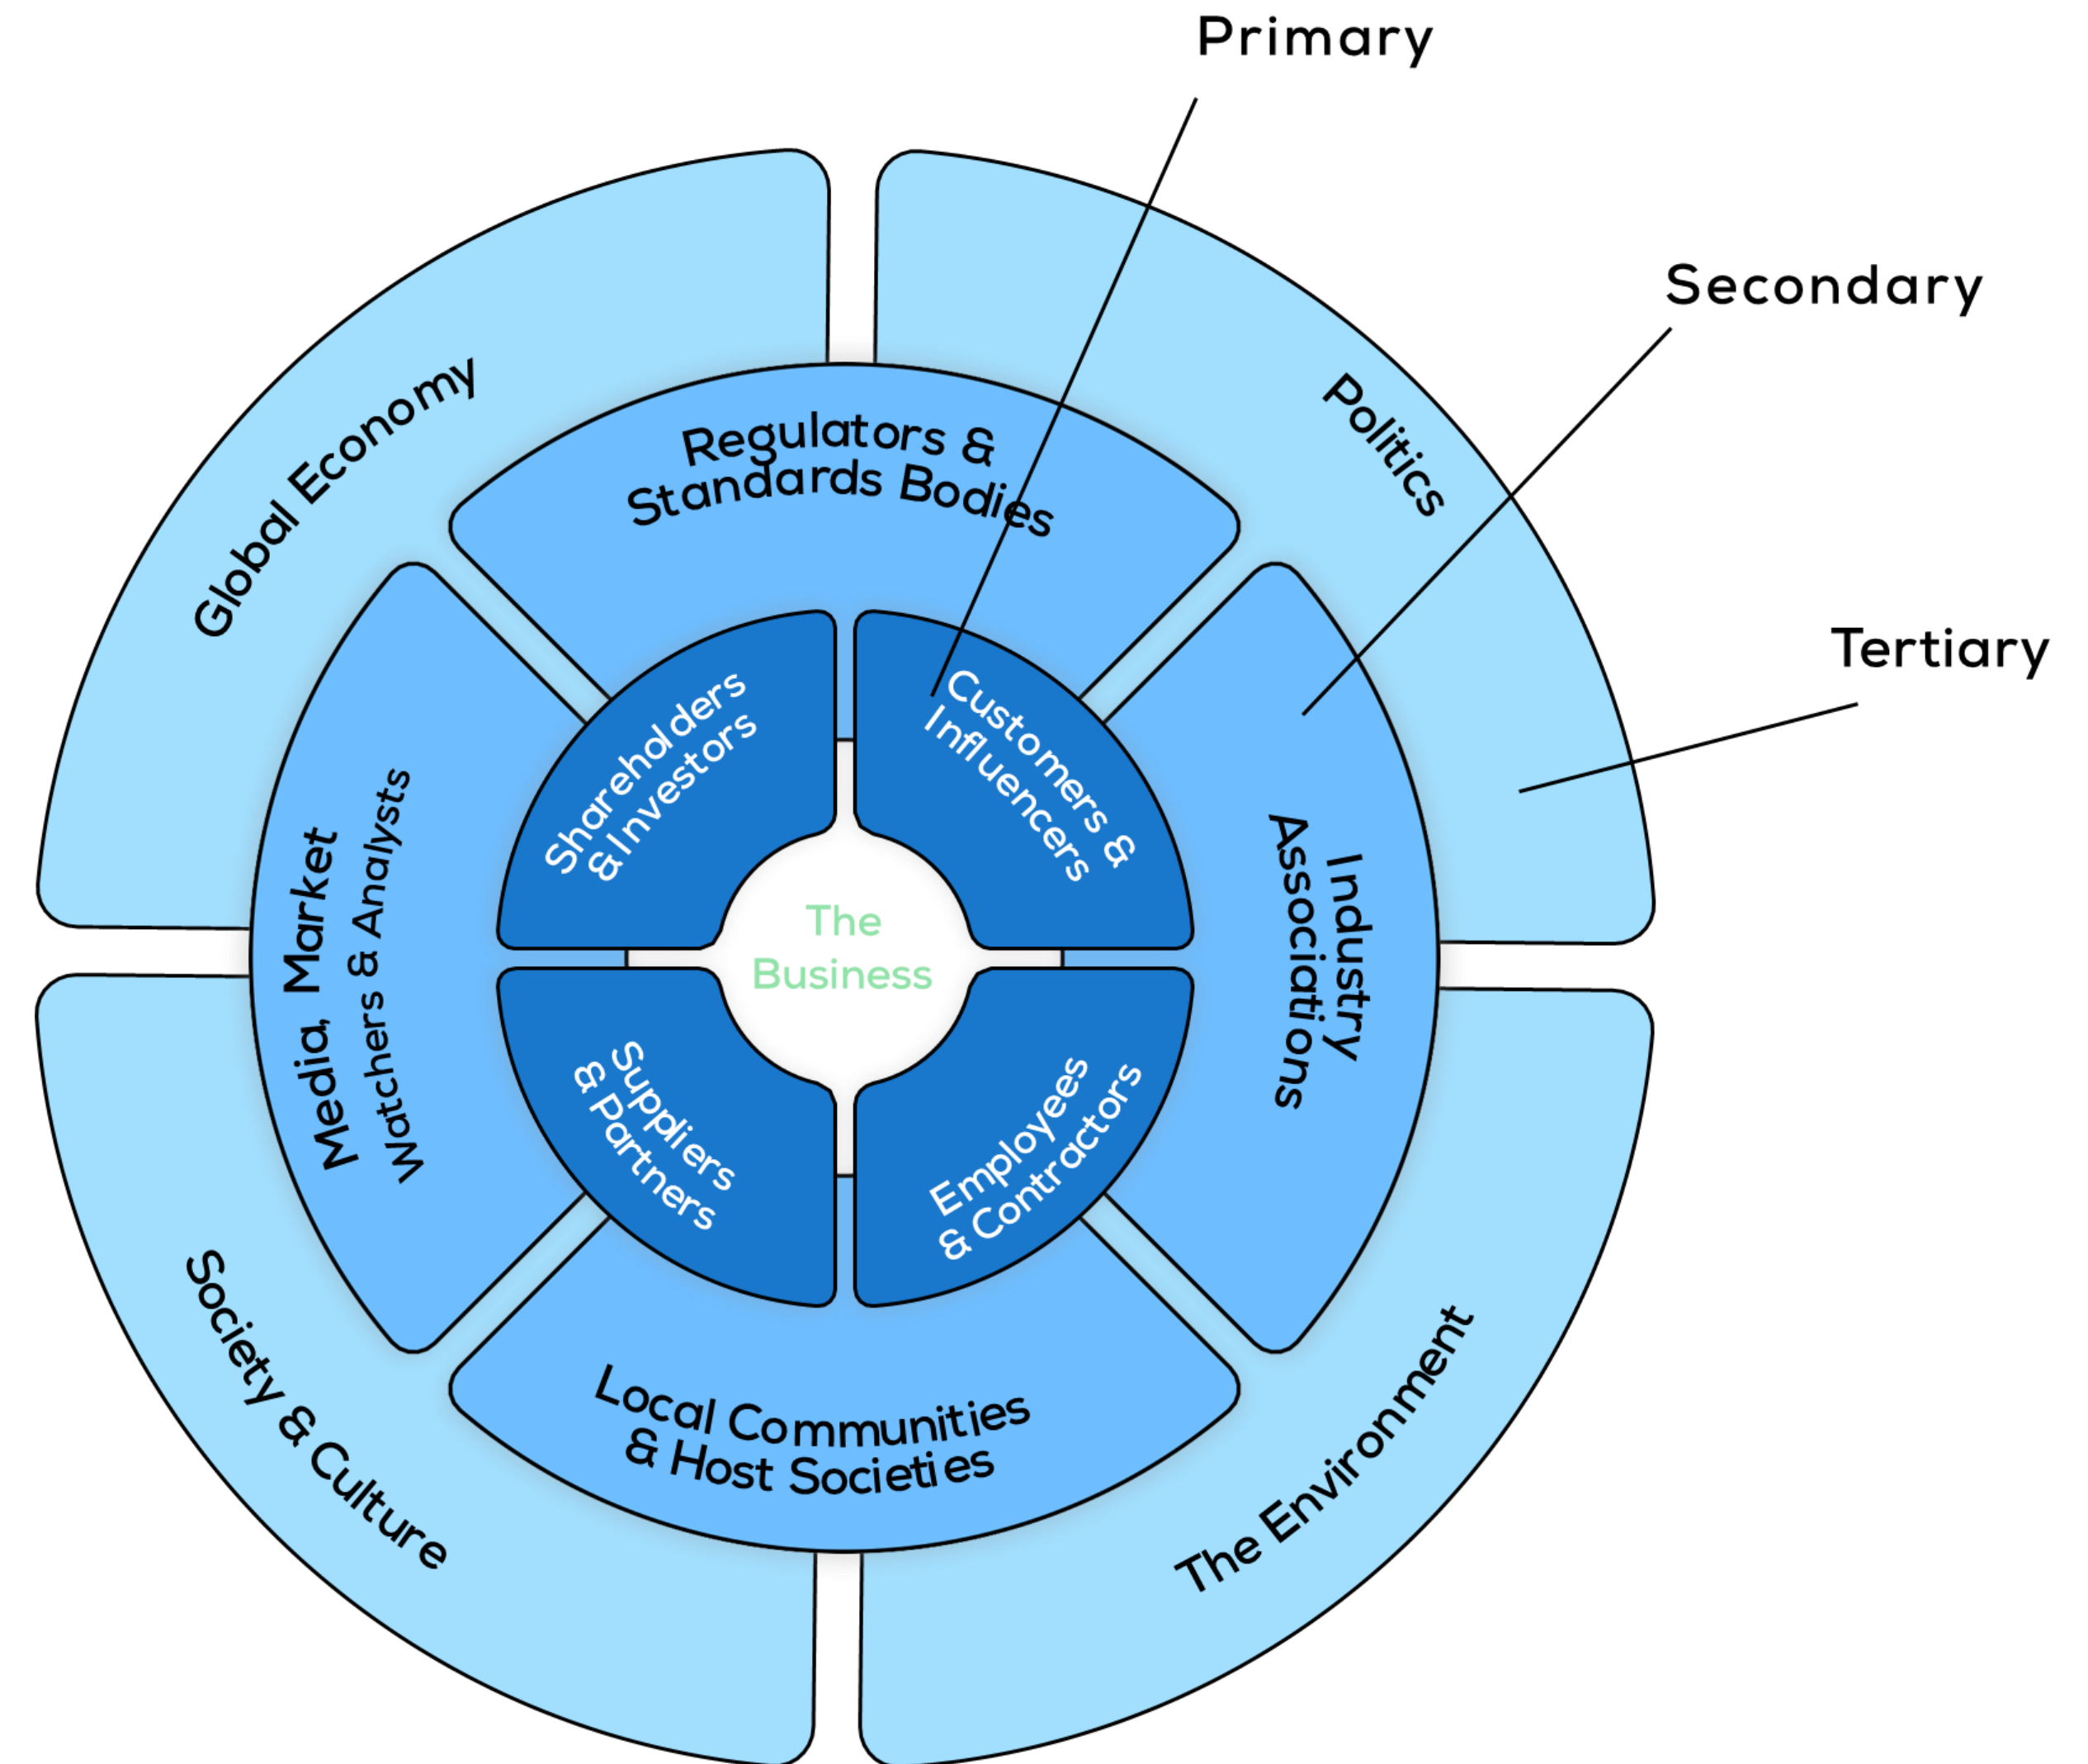 Primary
Secondary
Tertiary
Global Economy
Politics
Regulators &
Standards Bodies
Shareholders
& Investors
Customers &
Influencers
Media, Market
Watchers & Analysts
The
Business
Industry
Associations
Suppliers
& Partners
Employees
& Contractors
Local Communities
& Host Societies
Society & Culture
The Environment